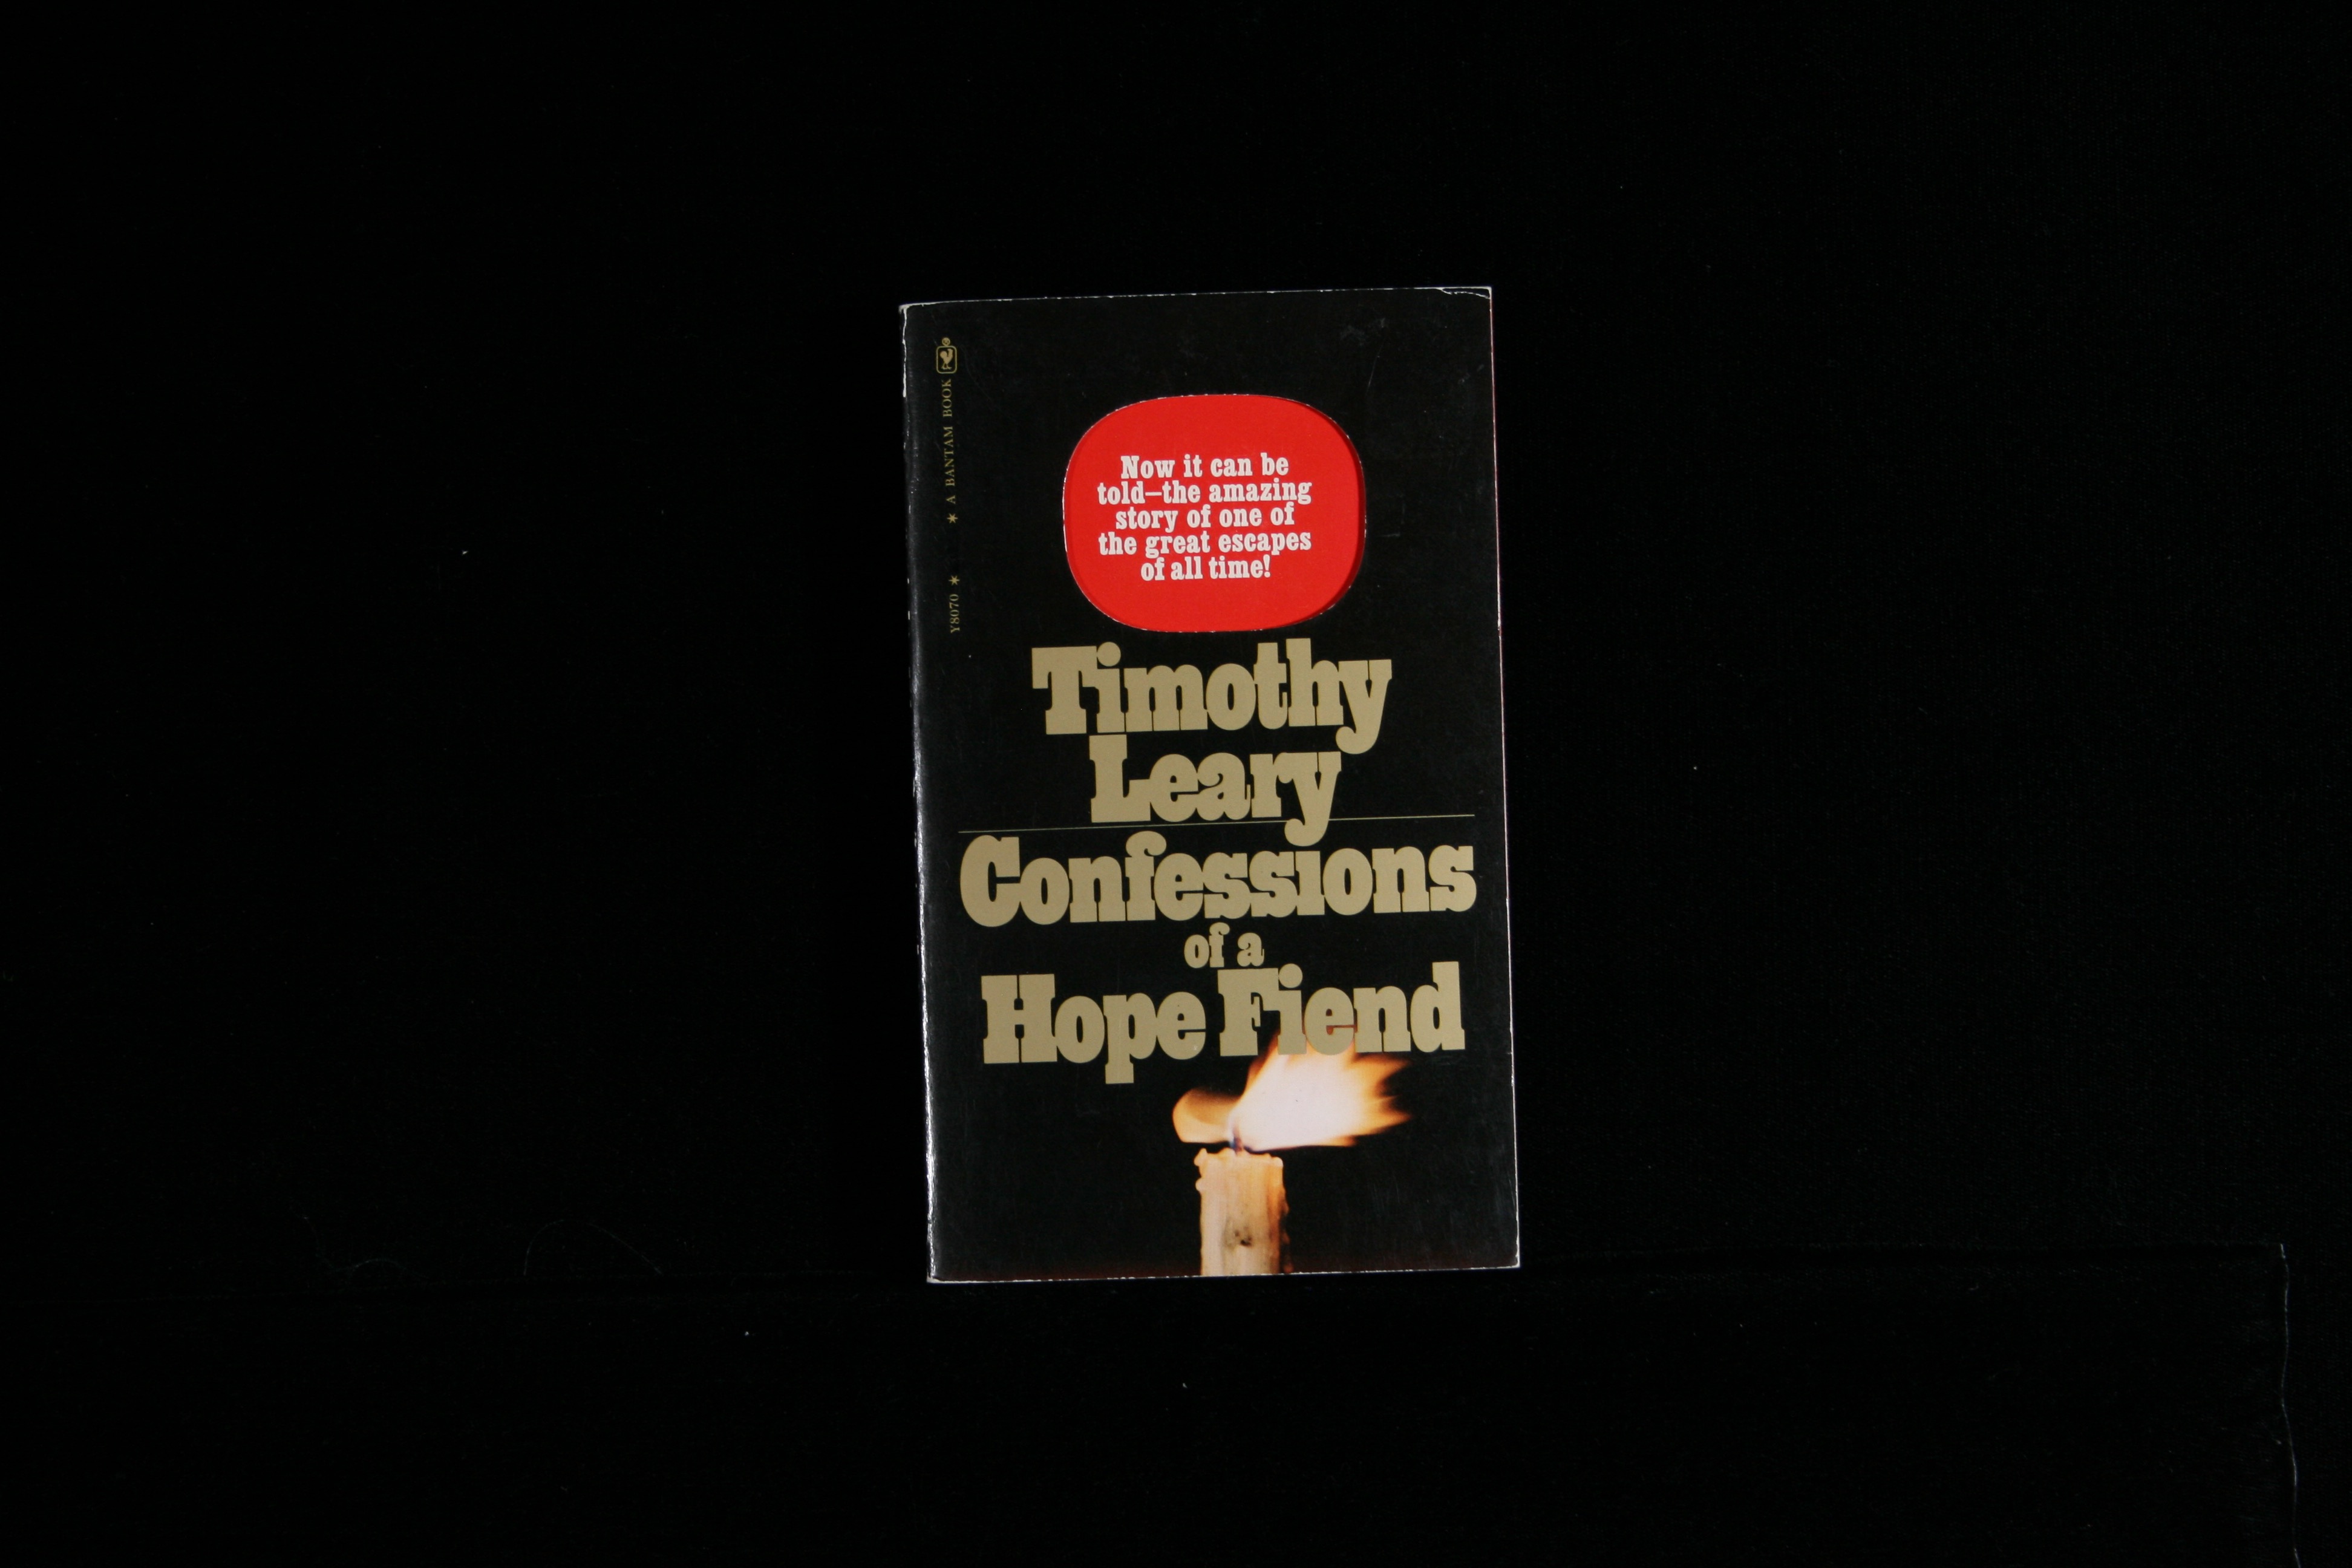 Y8070 * * A BANTAM BOOK
Now it can be
told—the amazing
story of one of
the great escapes
of all time!
Timothy
Leary
Confessions
of a
Hope Fiend